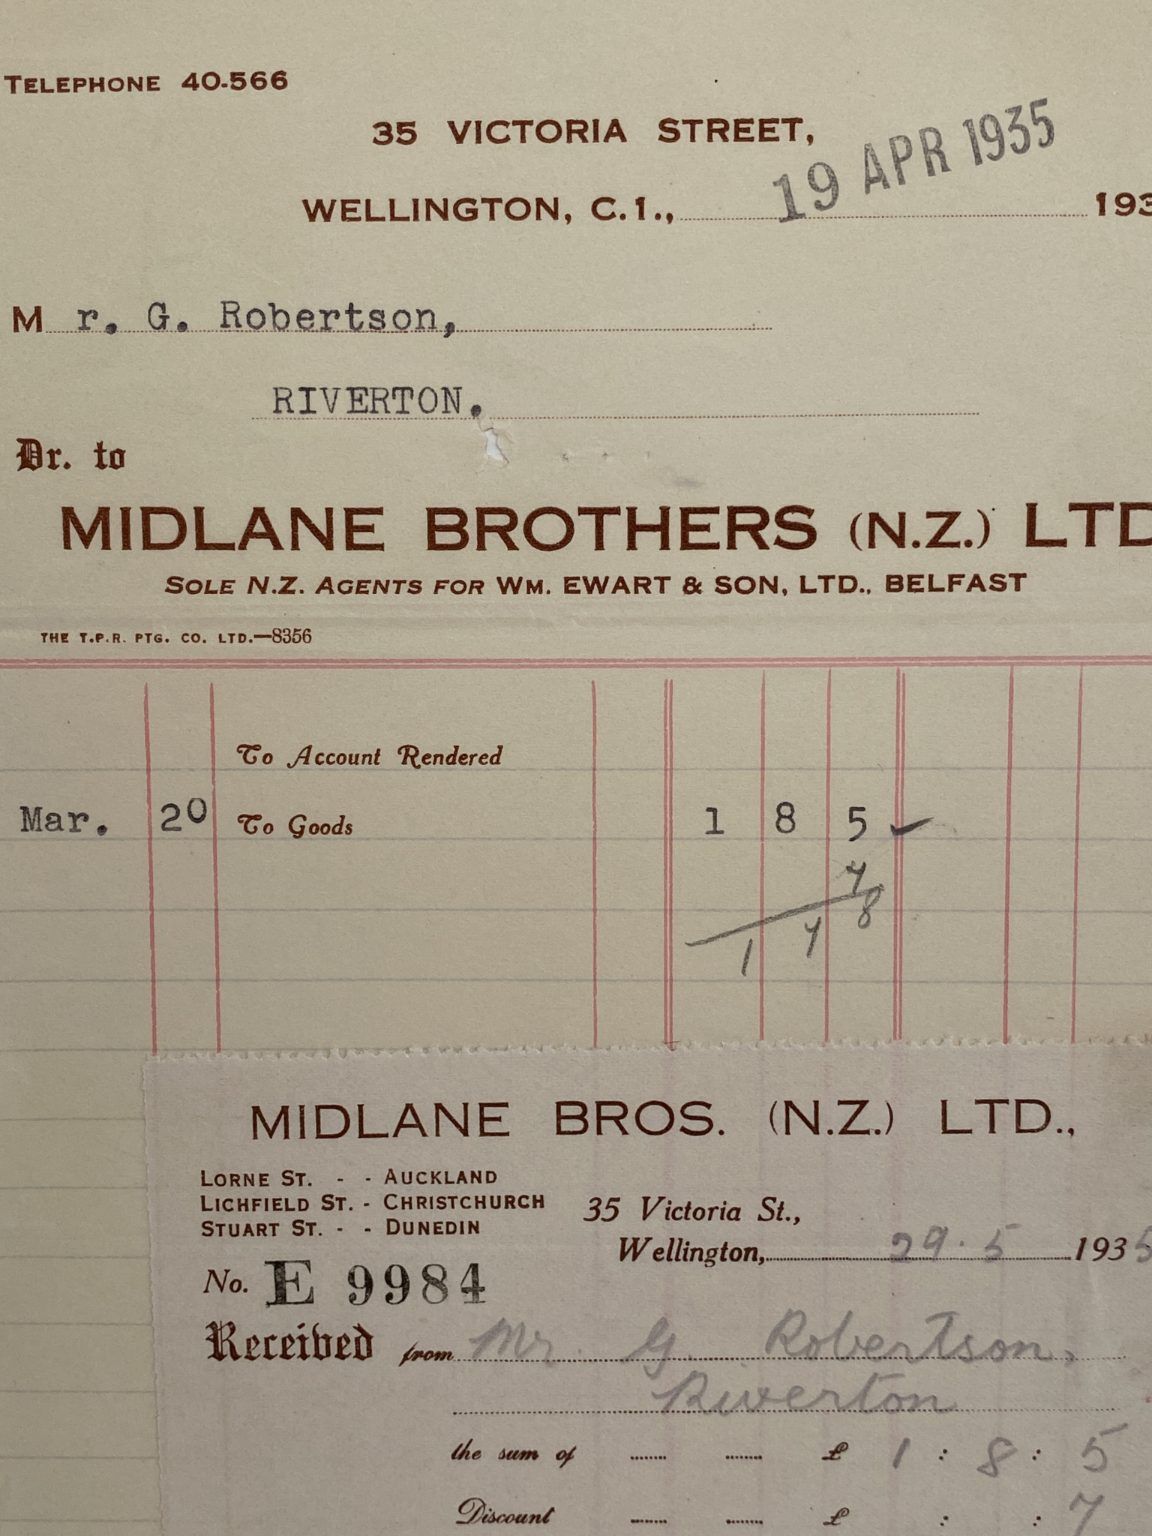 TELEPHONE 40-566
35 VICTORIA STREET,
WELLINGTON, C.1., 19 APR 1935 193
Mr. G. Robertson,
RIVERTON.
Dr. to
MIDLANE BROTHERS (N.Z.) LTD
SOLE N.Z. AGENTS FOR WM. EWART & SON, LTD., BELFAST
THE T.P.R. PTG. CO. LTD.—8356
To Account Rendered
Mar. 20 To Goods 1 8 5 ✓
7
1 7 8
MIDLANE BROS. (N.Z.) LTD.,
LORNE ST. - - AUCKLAND
LICHFIELD ST. - CHRISTCHURCH
STUART ST. - - DUNEDIN
35 Victoria St.,
Wellington, 29.5 1935
No. E 9984
Received from Mr. G. Robertson,
Riverton
the sum of £ 1 : 8 : 5
Discount £ : : 7